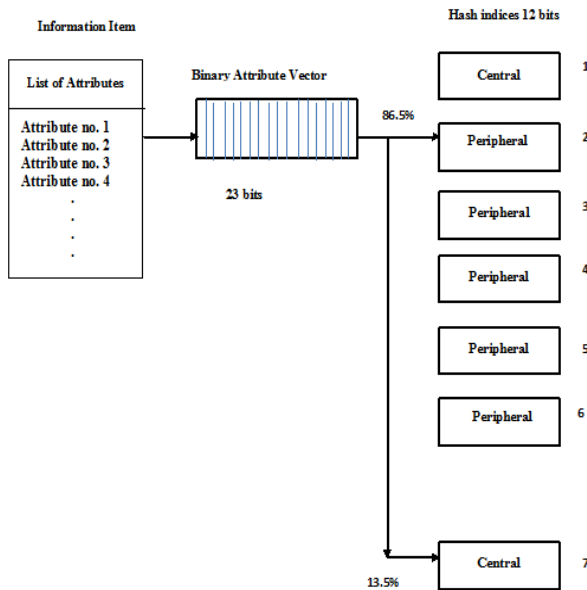 Hash indices 12 bits
Information Item
List of Attributes
Attribute no. 1
Attribute no. 2
Attribute no. 3
Attribute no. 4
.
.
.
.
Binary Attribute Vector
23 bits
86.5%
13.5%
Central 1
Peripheral 2
Peripheral 3
Peripheral 4
Peripheral 5
Peripheral 6
Central 7